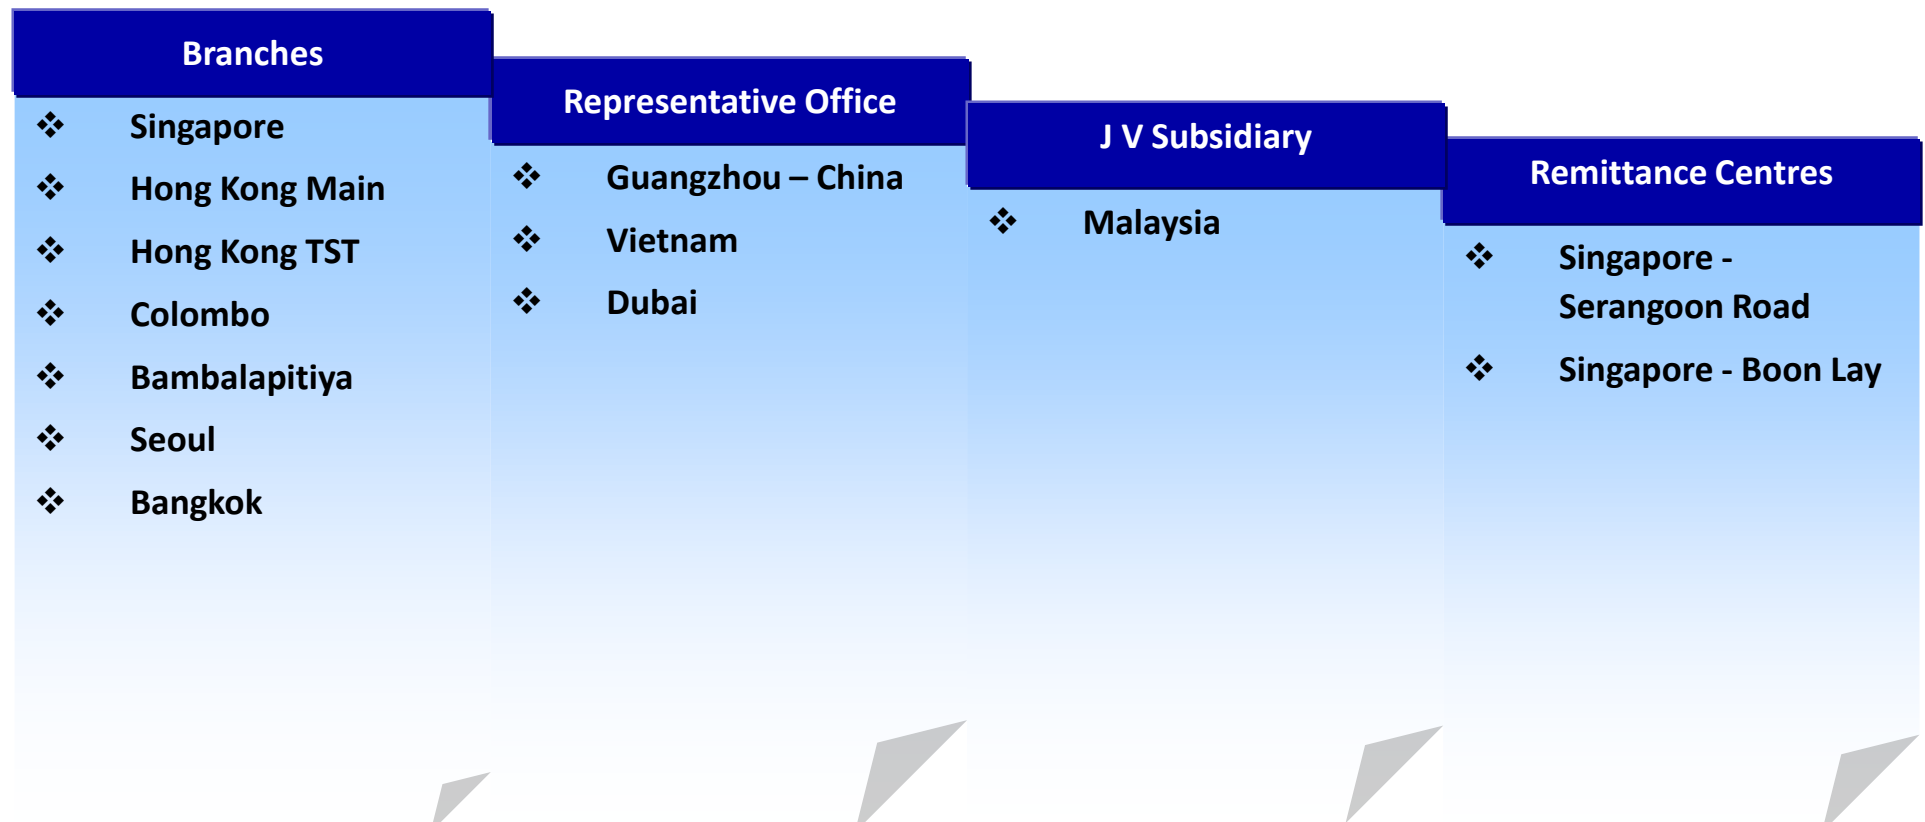 Branches
❖ Singapore
❖ Hong Kong Main
❖ Hong Kong TST
❖ Colombo
❖ Bambalapitiya
❖ Seoul
❖ Bangkok
Representative Office
❖ Guangzhou – China
❖ Vietnam
❖ Dubai
J V Subsidiary
❖ Malaysia
Remittance Centres
❖ Singapore -
Serangoon Road
❖ Singapore - Boon Lay